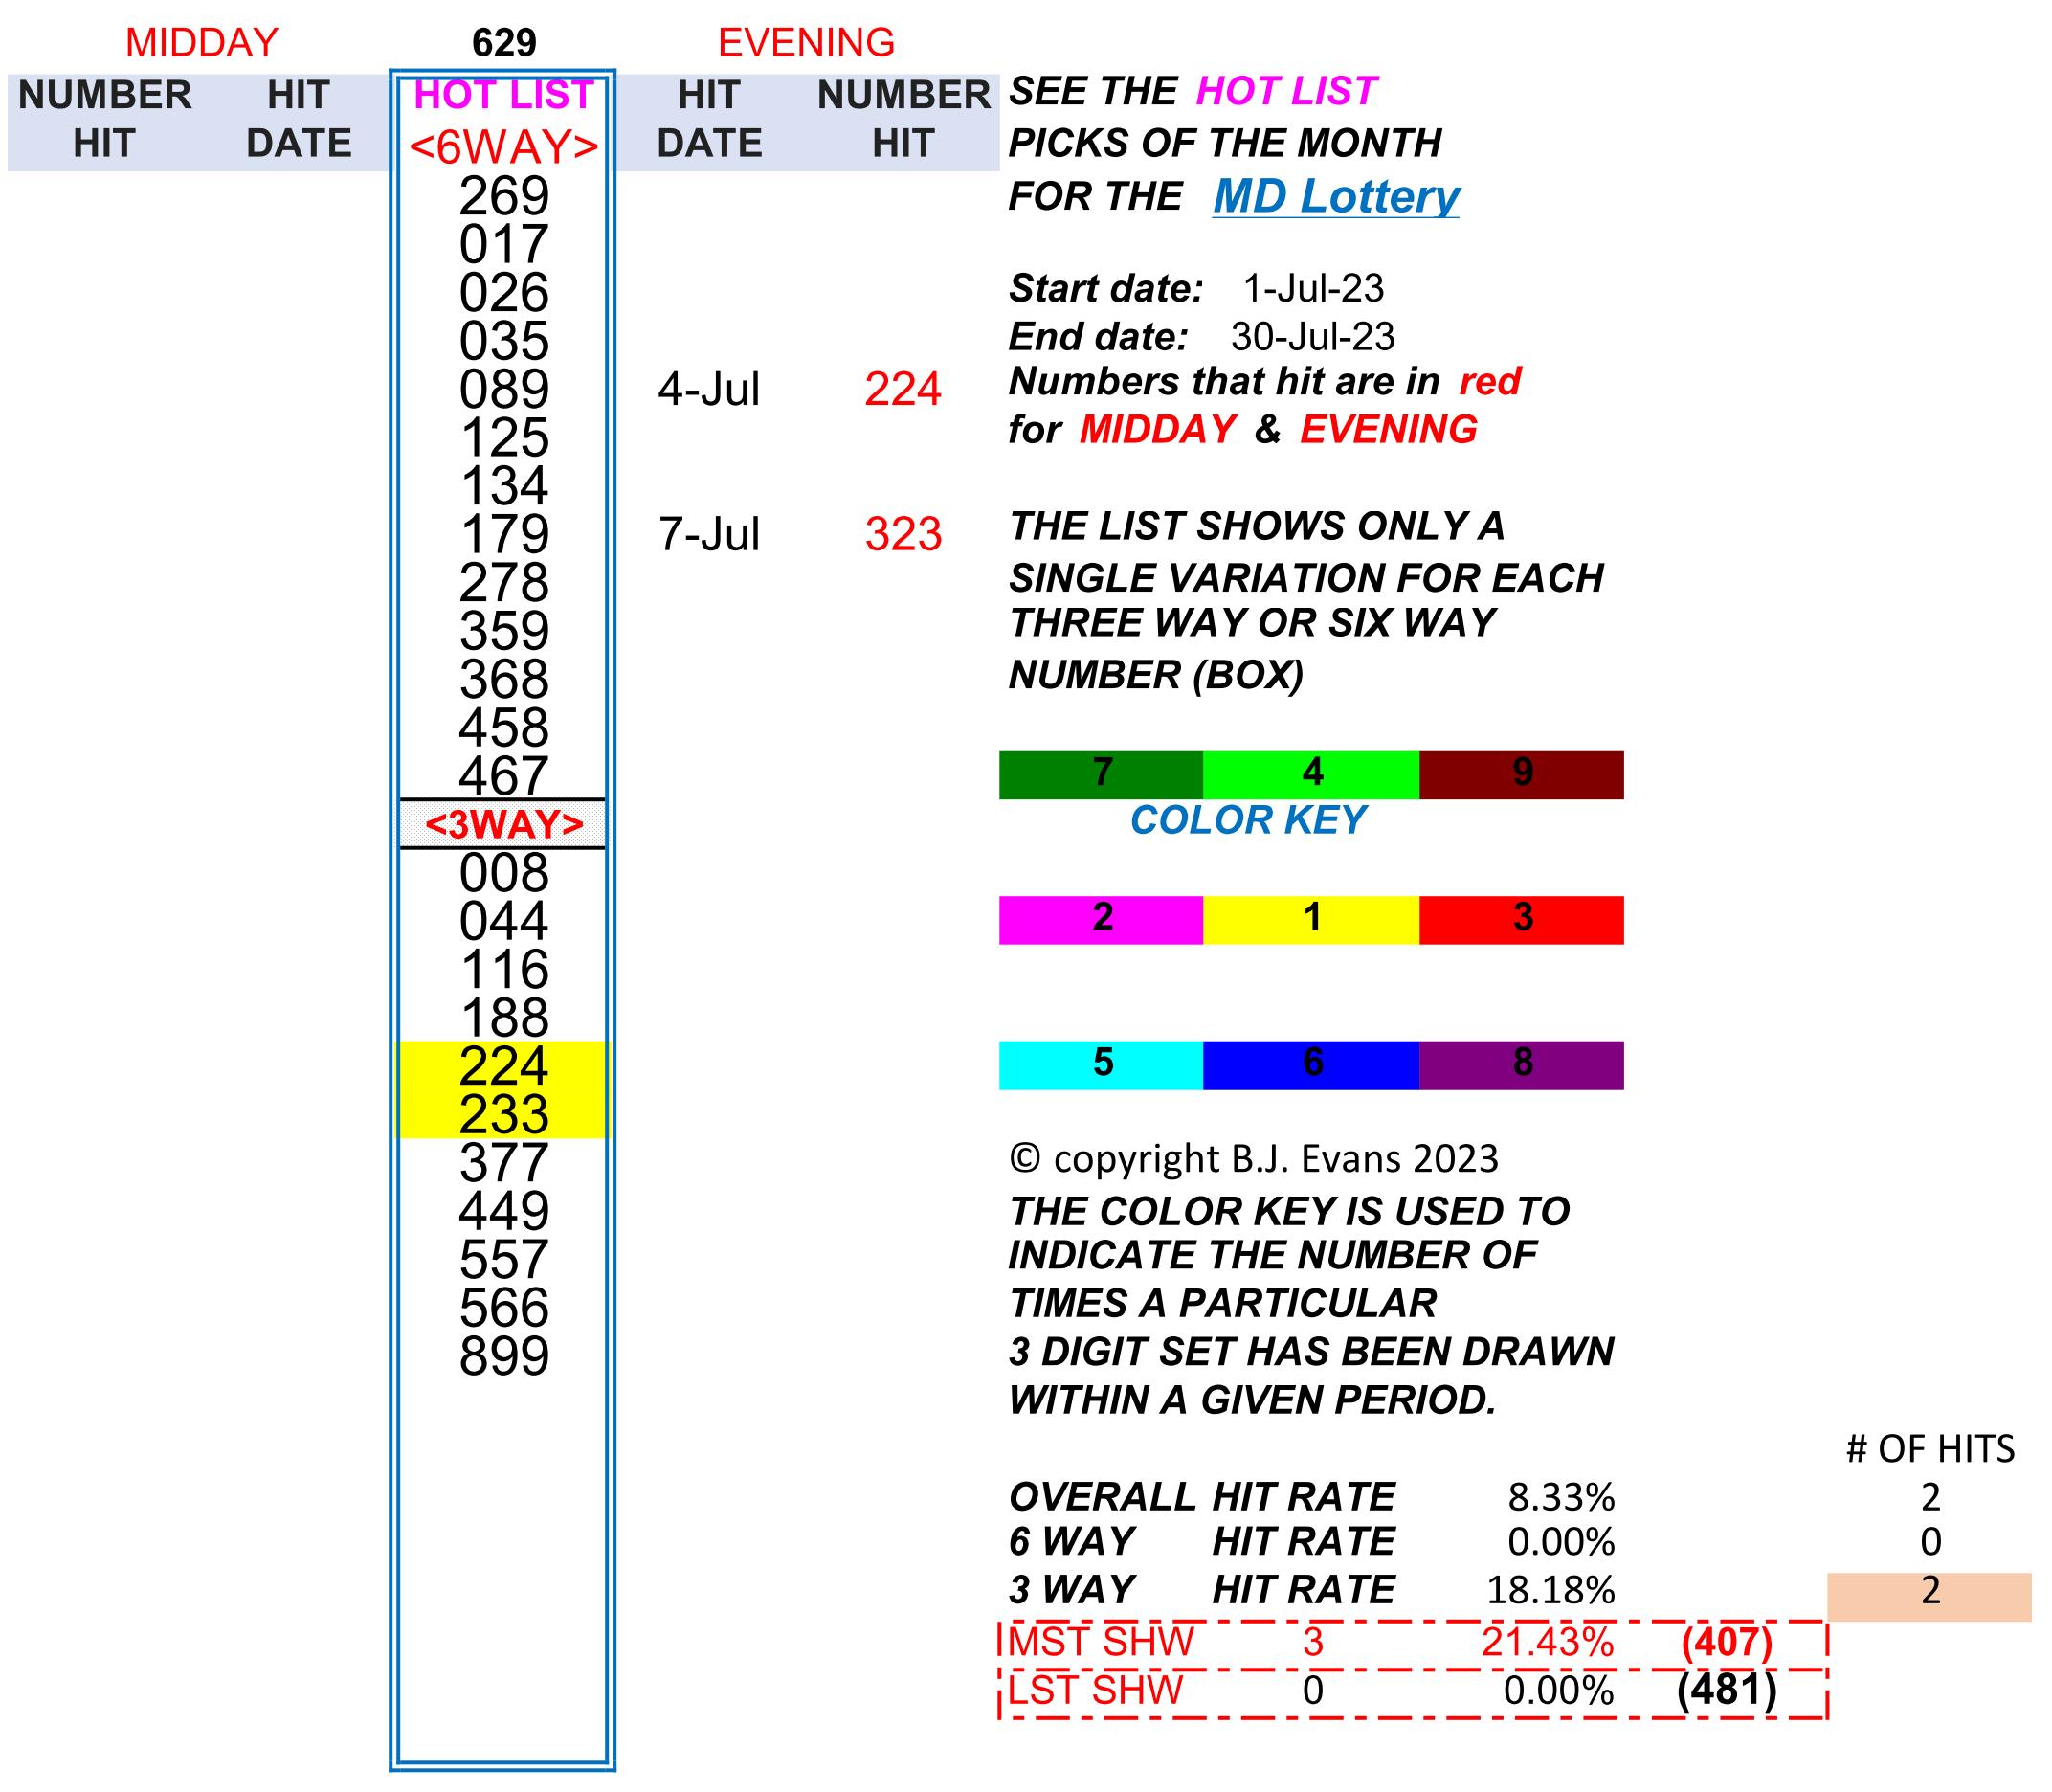 MIDDAY 629 EVENING
NUMBER HIT HOT LIST HIT NUMBER SEE THE HOT LIST
HIT DATE <6WAY> DATE HIT PICKS OF THE MONTH
269 FOR THE MD Lottery
017
026 Start date: 1-Jul-23
035 End date: 30-Jul-23
089 4-Jul 224 Numbers that hit are in red
125 for MIDDAY & EVENING
134
179 7-Jul 323 THE LIST SHOWS ONLY A
278 SINGLE VARIATION FOR EACH
359 THREE WAY OR SIX WAY
368 NUMBER (BOX)
458
467 7 4 9
<3WAY> COLOR KEY
008
044 2 1 3
116
188
224 5 6 8
233
377 © copyright B.J. Evans 2023
449 THE COLOR KEY IS USED TO
557 INDICATE THE NUMBER OF
566 TIMES A PARTICULAR
899 3 DIGIT SET HAS BEEN DRAWN
WITHIN A GIVEN PERIOD.
# OF HITS
OVERALL HIT RATE 8.33% 2
6 WAY HIT RATE 0.00% 0
3 WAY HIT RATE 18.18% 2
MST SHW 3 21.43% (407)
LST SHW 0 0.00% (481)